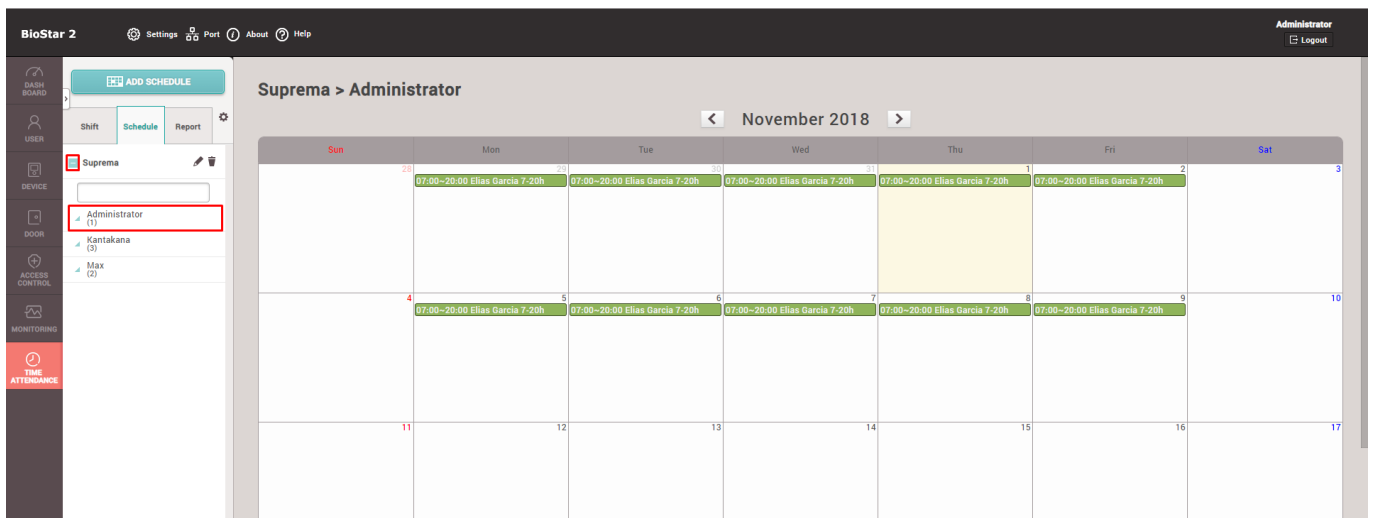 BioStar 2 Settings Port About Help
Administrator
Logout
DASH
BOARD
USER
DEVICE
DOOR
ACCESS
CONTROL
MONITORING
TIME
ATTENDANCE
ADD SCHEDULE
Shift Schedule Report
Suprema
Administrator
(1)
Kantakana
(3)
Max
(2)
Suprema > Administrator
November 2018
Sun Mon Tue Wed Thu Fri Sat
28 29 30 31 1 2 3
07:00~20:00 Elias Garcia 7-20h 07:00~20:00 Elias Garcia 7-20h 07:00~20:00 Elias Garcia 7-20h 07:00~20:00 Elias Garcia 7-20h 07:00~20:00 Elias Garcia 7-20h
4 5 6 7 8 9 10
07:00~20:00 Elias Garcia 7-20h 07:00~20:00 Elias Garcia 7-20h 07:00~20:00 Elias Garcia 7-20h 07:00~20:00 Elias Garcia 7-20h 07:00~20:00 Elias Garcia 7-20h
11 12 13 14 15 16 17